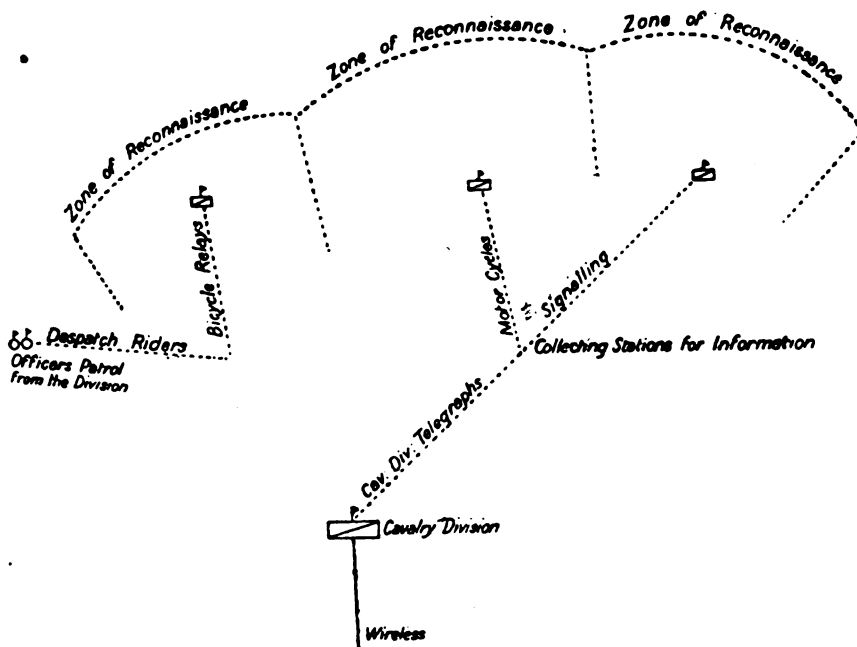 Zone of Reconnaissance
Zone of Reconnaissance
Zone of Reconnaissance
Bicycle Relays
Motor Cycles
Signalling
Despatch Riders
Officers Patrol
from the Division
Collecting Stations for Information
Cav. Div. Telegraphs
Cavalry Division
Wireless